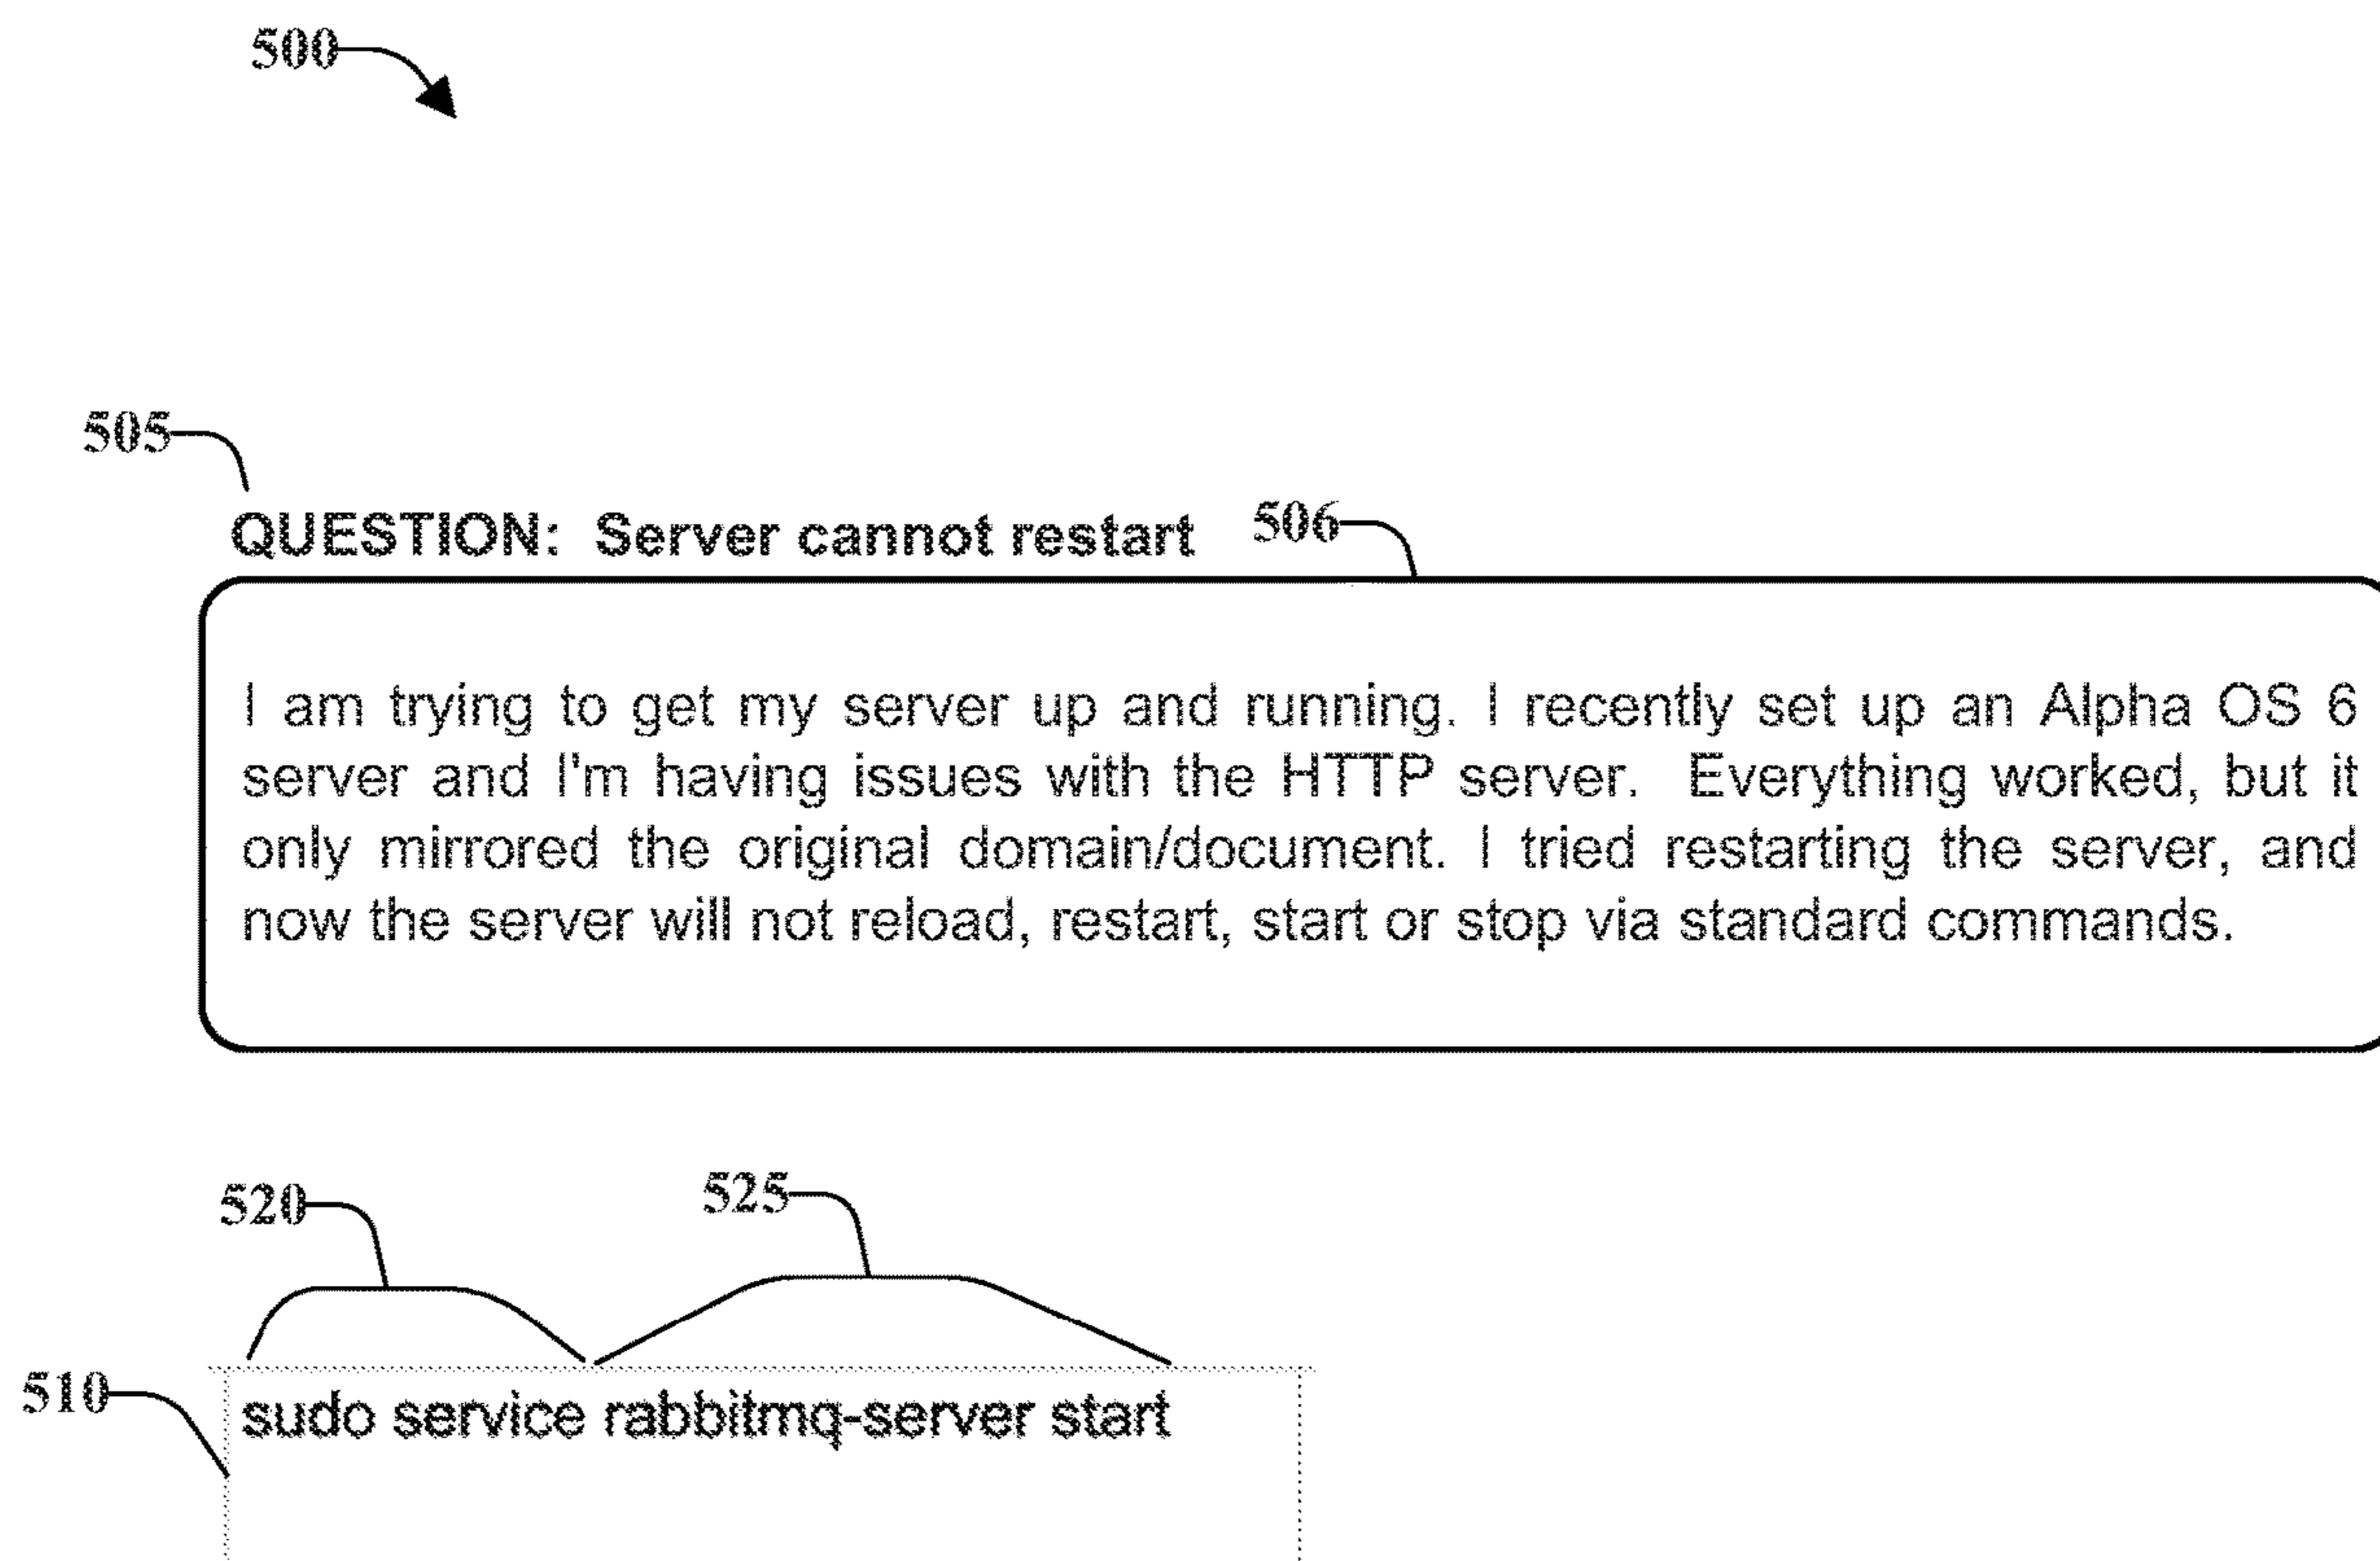 500
505
QUESTION: Server cannot restart 506
I am trying to get my server up and running. I recently set up an Alpha OS 6
server and I'm having issues with the HTTP server. Everything worked, but it
only mirrored the original domain/document. I tried restarting the server, and
now the server will not reload, restart, start or stop via standard commands.
520 525
510
sudo service rabbitmq-server start